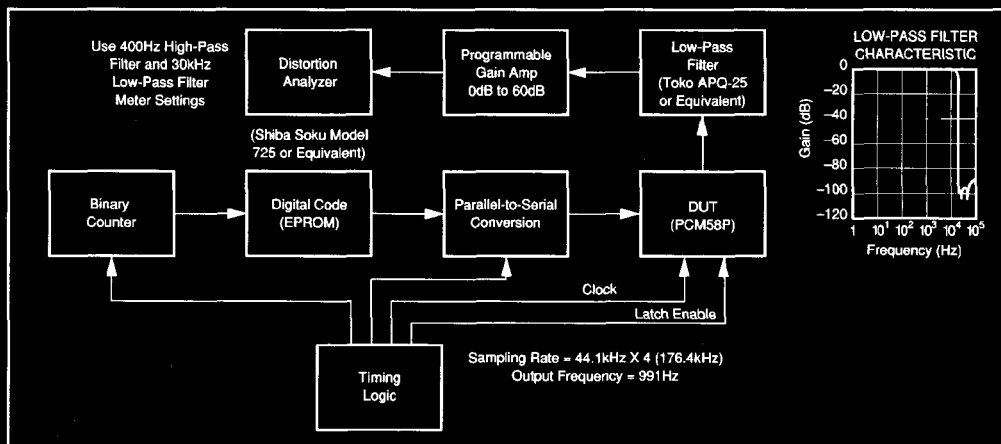 Use 400Hz High-Pass
Filter and 30kHz
Low-Pass Filter
Meter Settings
Distortion
Analyzer
(Shiba Soku Model
725 or Equivalent)
Programmable
Gain Amp
0dB to 60dB
Low-Pass
Filter
(Toko APQ-25
or Equivalent)
LOW-PASS FILTER
CHARACTERISTIC
Gain (dB)
0
−20
−40
−60
−80
−100
−120
1 10¹ 10² 10³ 10⁴ 10⁵
Frequency (Hz)
Binary
Counter
Digital Code
(EPROM)
Parallel-to-Serial
Conversion
DUT
(PCM58P)
Clock
Latch Enable
Timing
Logic
Sampling Rate = 44.1kHz X 4 (176.4kHz)
Output Frequency = 991Hz